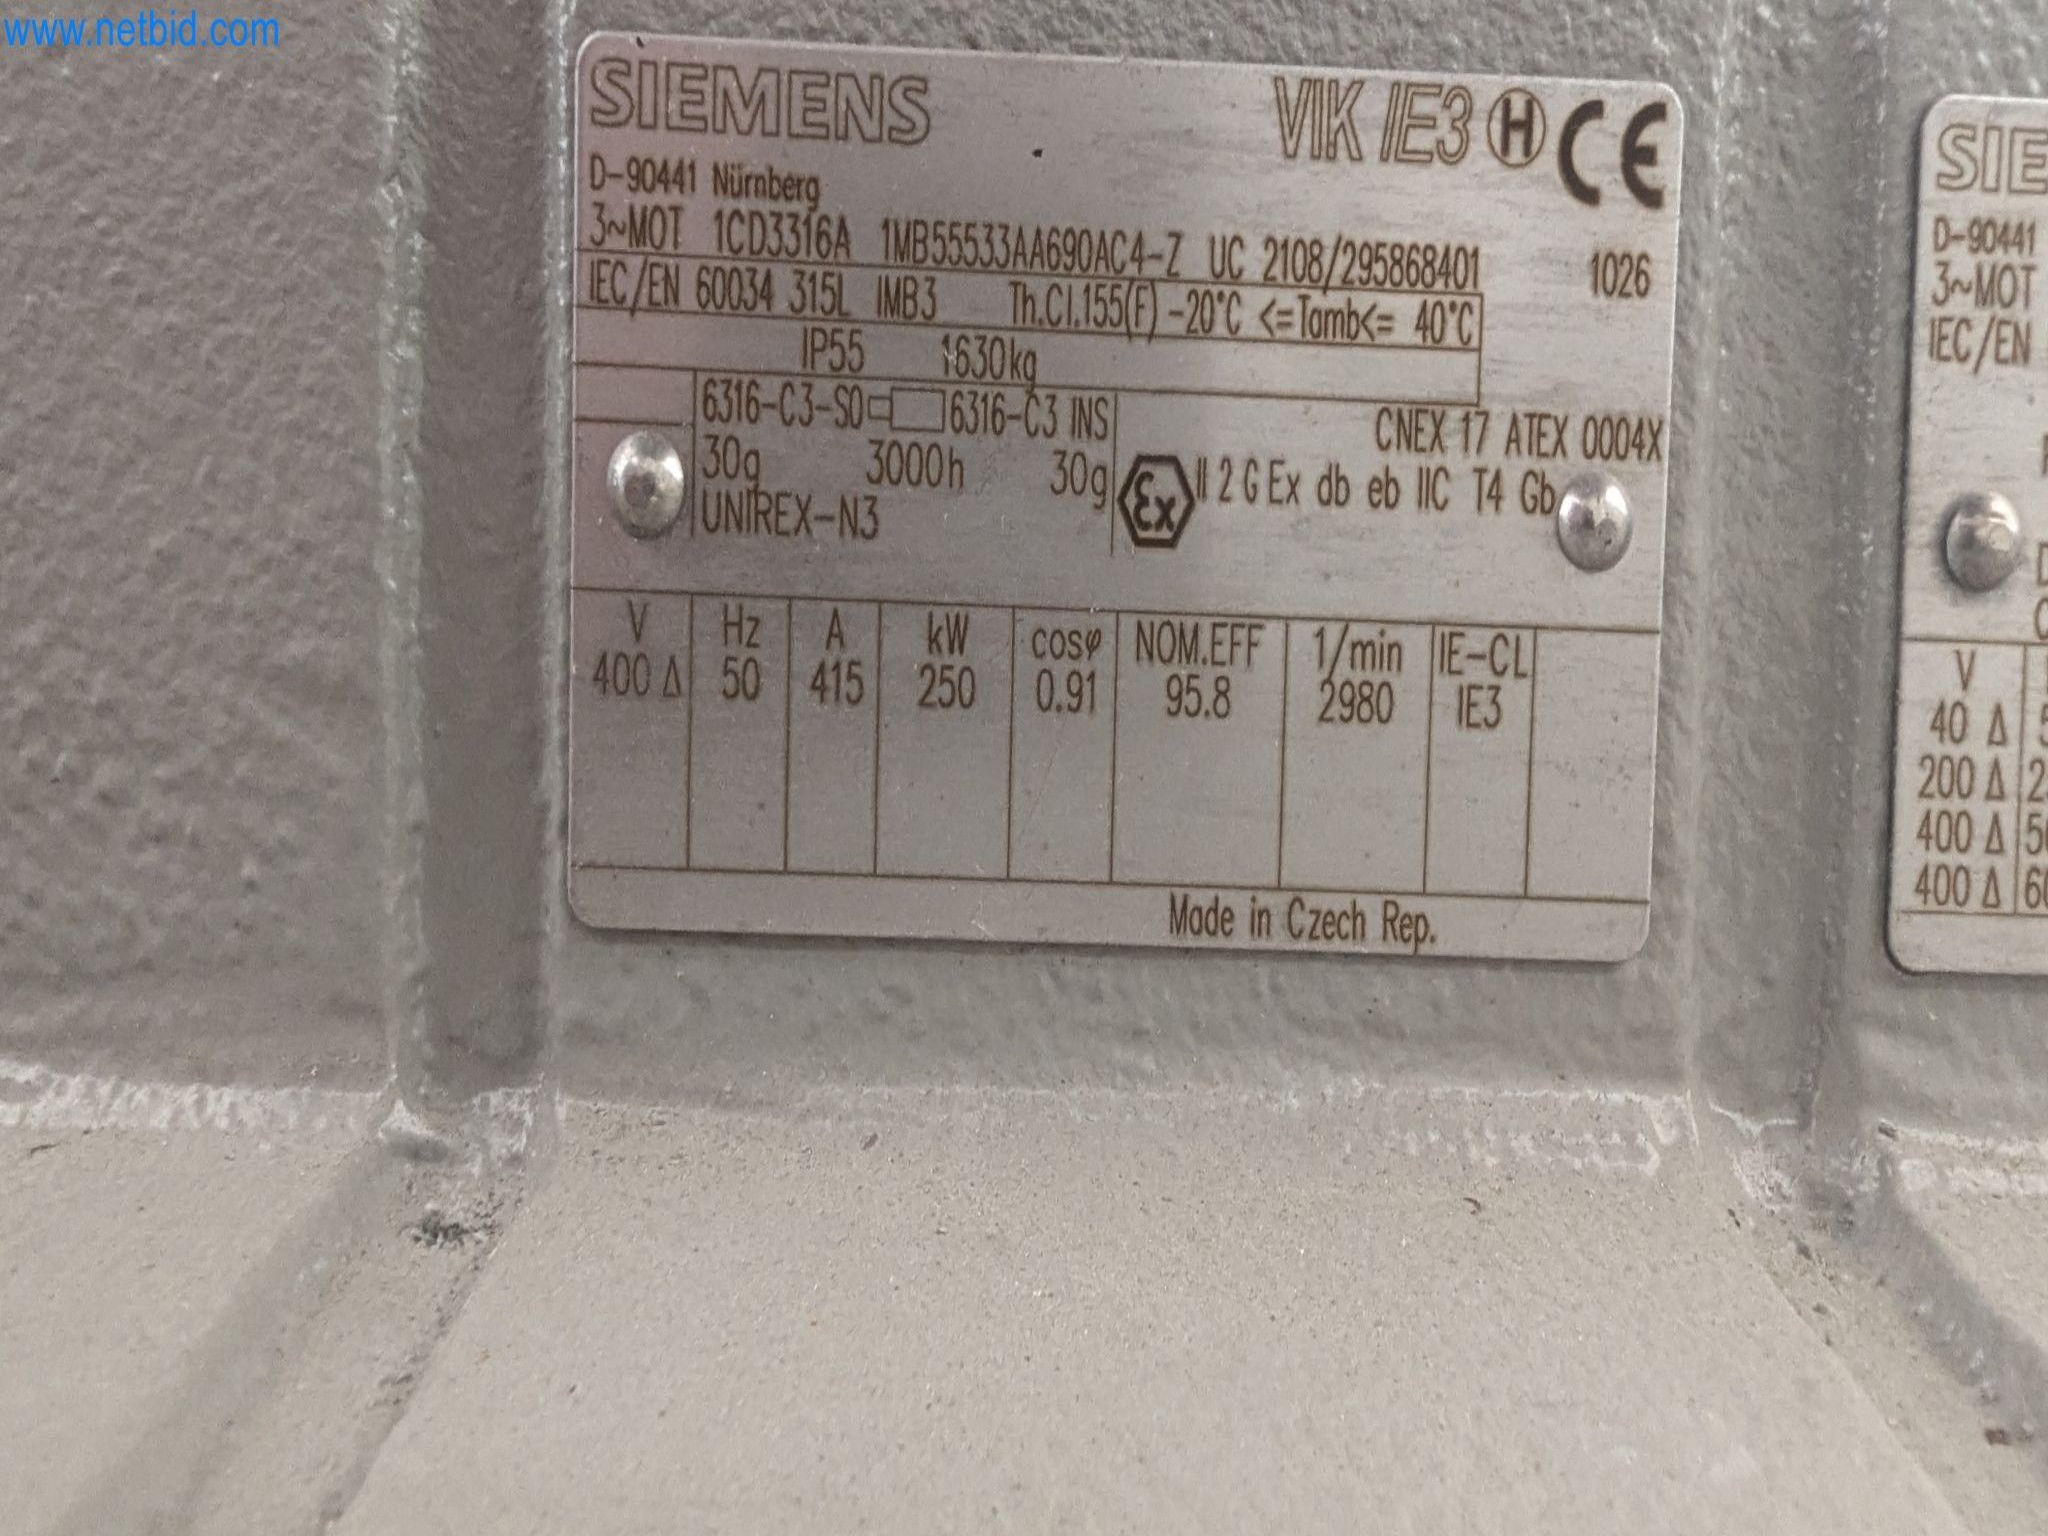 www.netbid.com
SIEMENS VIK IE3 H CE
D-90441 Nürnberg
3~MOT 1CD3316A 1MB55533AA690AC4-Z UC 2108/295868401 1026
IEC/EN 60034 315L IMB3 Th.Cl.155(F) -20°C <=Tamb<= 40°C
IP55 1630kg
6316-C3-S0 6316-C3 INS CNEX 17 ATEX 0004X
30g 3000h 30g Ex II 2 G Ex db eb IIC T4 Gb
UNIREX-N3
V Hz A kW cosφ NOM.EFF 1/min IE-CL
400 Δ 50 415 250 0.91 95.8 2980 IE3
Made in Czech Rep.
SIE
D-90441
3~MOT
IEC/EN
V
40 Δ
200 Δ
400 Δ
400 Δ